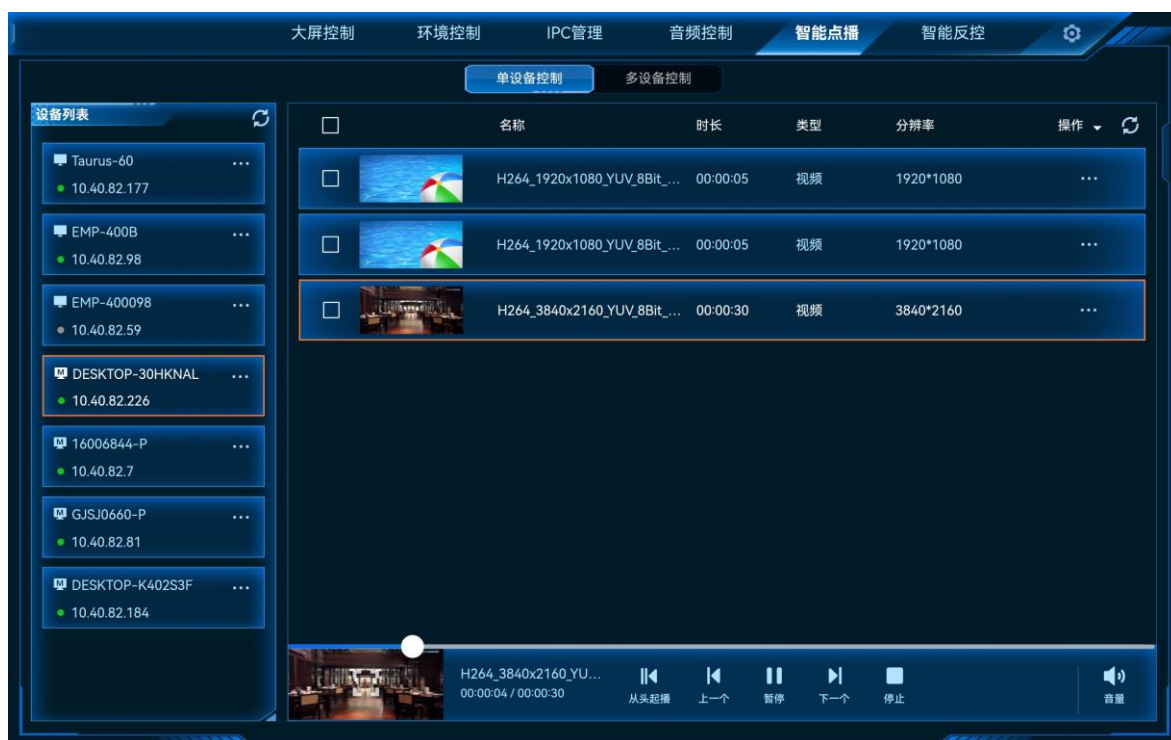 大屏控制 环境控制 IPC管理 音频控制 智能点播 智能反控
单设备控制 多设备控制
设备列表
Taurus-60
10.40.82.177
EMP-400B
10.40.82.98
EMP-400098
10.40.82.59
DESKTOP-30HKNAL
10.40.82.226
16006844-P
10.40.82.7
GJSJ0660-P
10.40.82.81
DESKTOP-K402S3F
10.40.82.184
名称 时长 类型 分辨率 操作
H264_1920x1080_YUV_8Bit_... 00:00:05 视频 1920*1080 ...
H264_1920x1080_YUV_8Bit_... 00:00:05 视频 1920*1080 ...
H264_3840x2160_YUV_8Bit_... 00:00:30 视频 3840*2160 ...
H264_3840x2160_YU...
00:00:04 / 00:00:30
从头起播 上一个 暂停 下一个 停止 音量